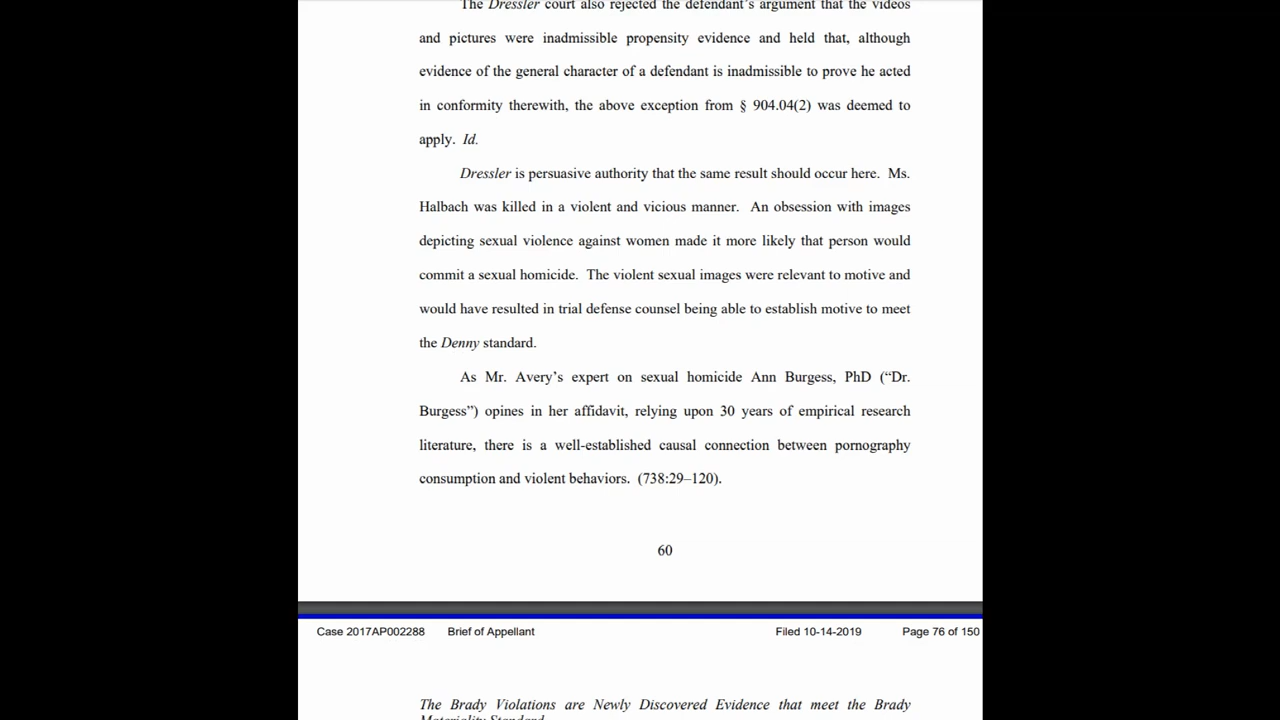 The Dressler court also rejected the defendant's argument that the videos
and pictures were inadmissible propensity evidence and held that, although
evidence of the general character of a defendant is inadmissible to prove he acted
in conformity therewith, the above exception from § 904.04(2) was deemed to
apply. Id.
Dressler is persuasive authority that the same result should occur here. Ms.
Halbach was killed in a violent and vicious manner. An obsession with images
depicting sexual violence against women made it more likely that person would
commit a sexual homicide. The violent sexual images were relevant to motive and
would have resulted in trial defense counsel being able to establish motive to meet
the Denny standard.
As Mr. Avery's expert on sexual homicide Ann Burgess, PhD (“Dr.
Burgess”) opines in her affidavit, relying upon 30 years of empirical research
literature, there is a well-established causal connection between pornography
consumption and violent behaviors. (738:29–120).
60
Case 2017AP002288 Brief of Appellant Filed 10-14-2019 Page 76 of 150
The Brady Violations are Newly Discovered Evidence that meet the Brady
Materiality Standard